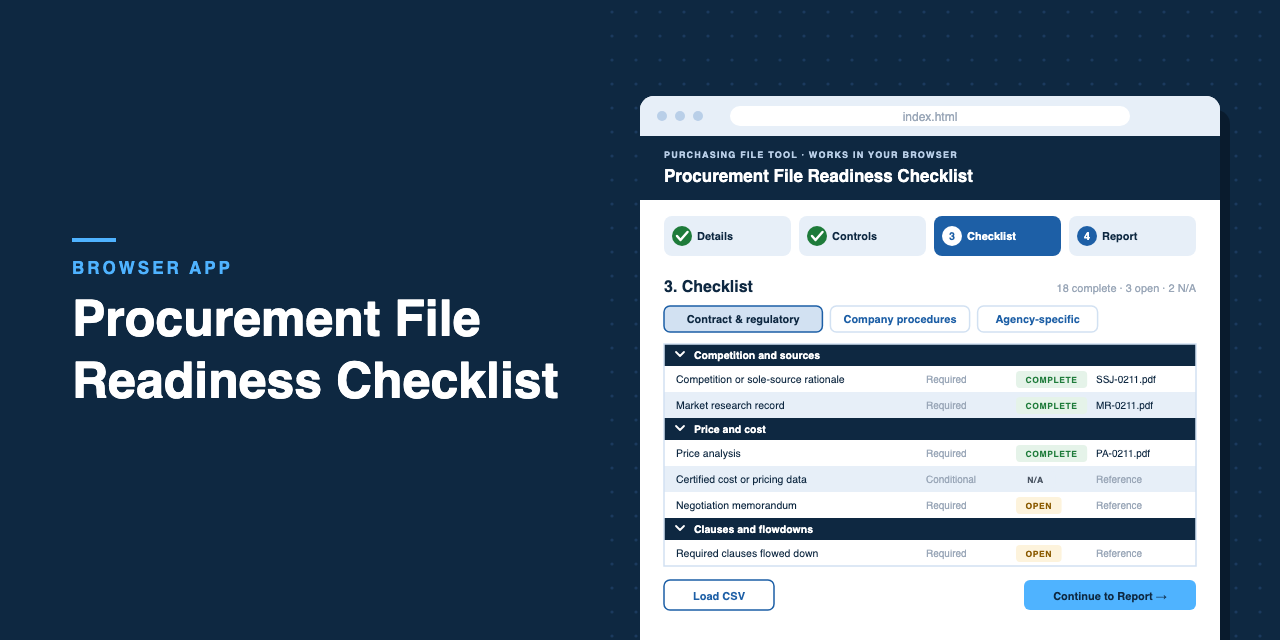 BROWSER APP
Procurement File
Readiness Checklist
index.html
PURCHASING FILE TOOL · WORKS IN YOUR BROWSER
Procurement File Readiness Checklist
Details
Controls
3 Checklist
4 Report
3. Checklist
18 complete · 3 open · 2 N/A
Contract & regulatory
Company procedures
Agency-specific
Competition and sources
Competition or sole-source rationale Required COMPLETE SSJ-0211.pdf
Market research record Required COMPLETE MR-0211.pdf
Price and cost
Price analysis Required COMPLETE PA-0211.pdf
Certified cost or pricing data Conditional N/A Reference
Negotiation memorandum Required OPEN Reference
Clauses and flowdowns
Required clauses flowed down Required OPEN Reference
Load CSV
Continue to Report →